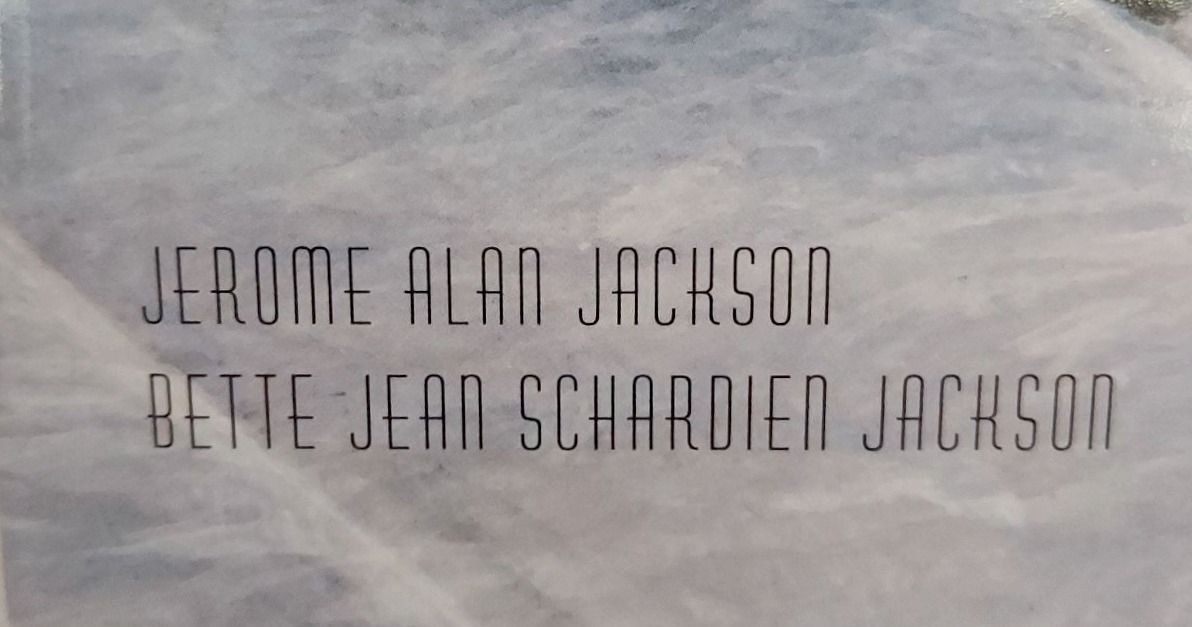 JEROME ALAN JACKSON
BETTE JEAN SCHARDIEN JACKSON